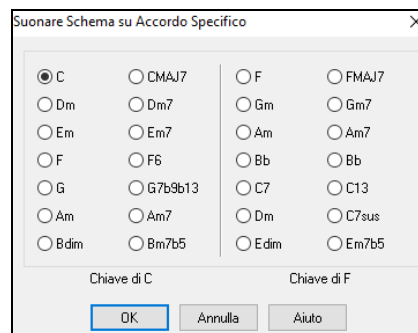 Suonare Schema su Accordo Specifico
C CMAJ7 F FMAJ7
Dm Dm7 Gm Gm7
Em Em7 Am Am7
F F6 Bb Bb
G G7b9b13 C7 C13
Am Am7 Dm C7sus
Bdim Bm7b5 Edim Em7b5
Chiave di C Chiave di F
OK Annulla Aiuto